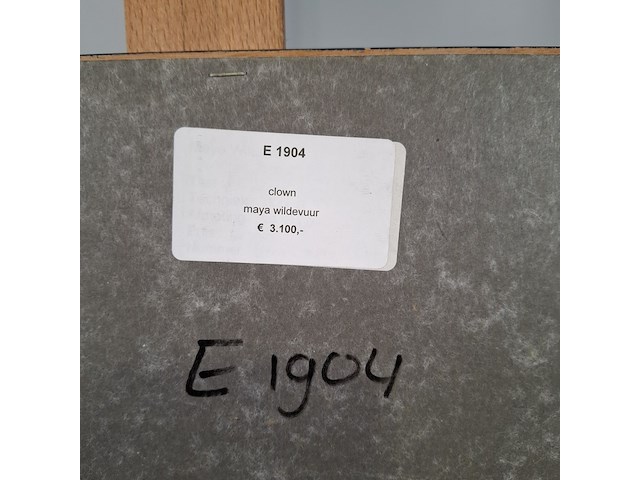 E 1904
clown
maya wildevuur
€ 3.100,-
E 1904